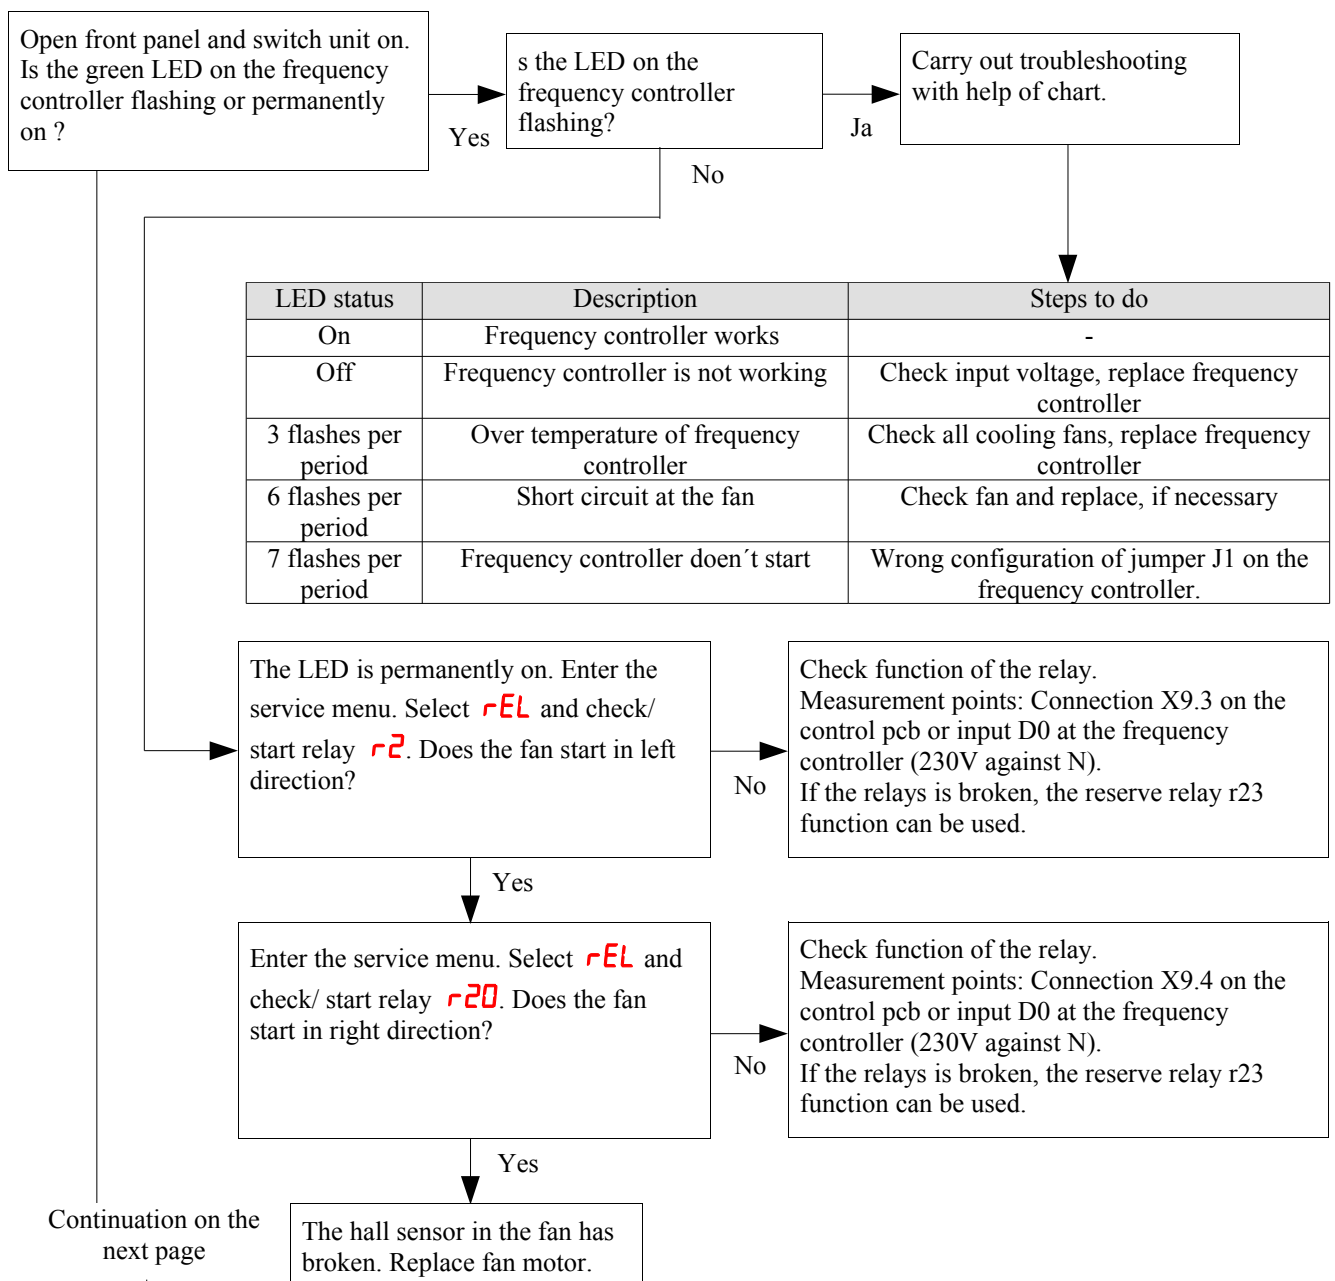 Open front panel and switch unit on.
Is the green LED on the frequency
controller flashing or permanently
on ?
Yes
s the LED on the
frequency controller
flashing?
Ja
Carry out troubleshooting
with help of chart.
No
LED status Description Steps to do
On Frequency controller works -
Off Frequency controller is not working Check input voltage, replace frequency
controller
3 flashes per Over temperature of frequency Check all cooling fans, replace frequency
period controller controller
6 flashes per Short circuit at the fan Check fan and replace, if necessary
period
7 flashes per Frequency controller doen´t start Wrong configuration of jumper J1 on the
period frequency controller.
The LED is permanently on. Enter the
service menu. Select rEL and check/
start relay r2. Does the fan start in left
direction?
No
Check function of the relay.
Measurement points: Connection X9.3 on the
control pcb or input D0 at the frequency
controller (230V against N).
If the relays is broken, the reserve relay r23
function can be used.
Yes
Enter the service menu. Select rEL and
check/ start relay r20. Does the fan
start in right direction?
No
Check function of the relay.
Measurement points: Connection X9.4 on the
control pcb or input D0 at the frequency
controller (230V against N).
If the relays is broken, the reserve relay r23
function can be used.
Yes
Continuation on the
next page
The hall sensor in the fan has
broken. Replace fan motor.